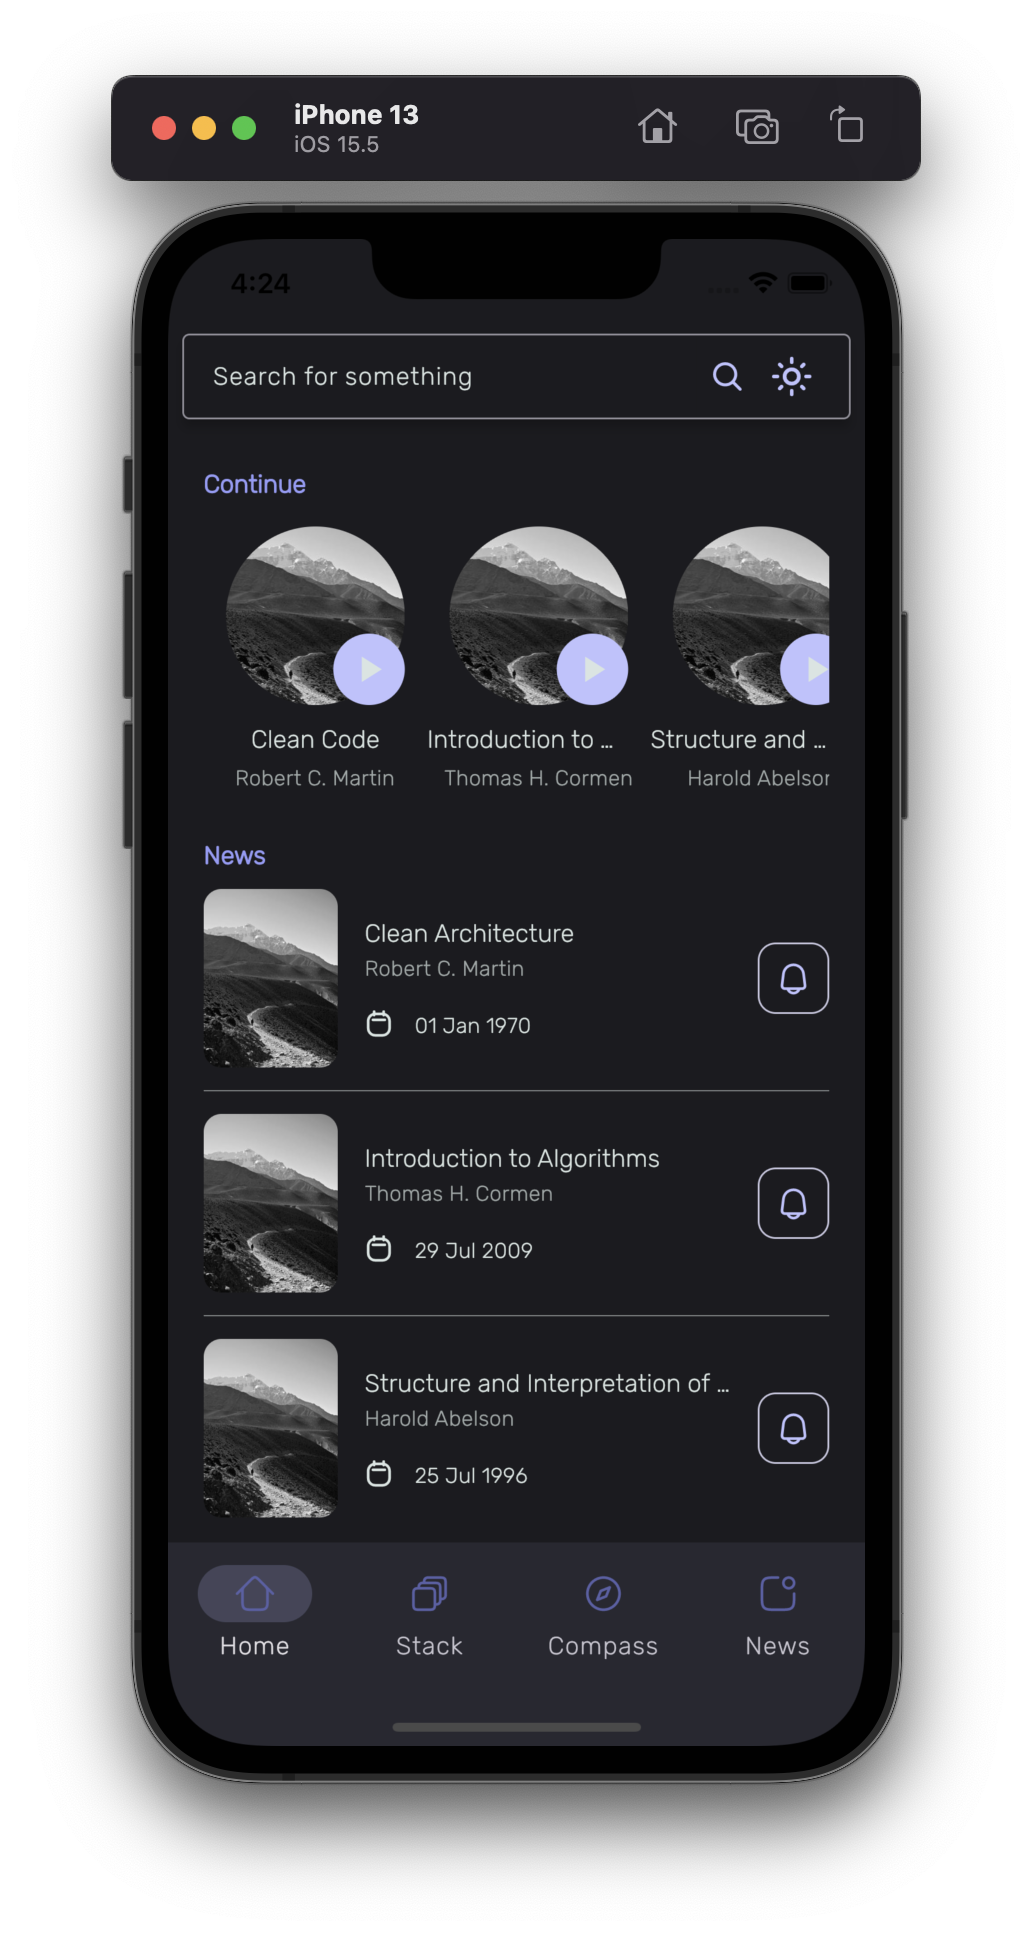 iPhone 13
iOS 15.5
4:24
Search for something
Continue
Clean Code
Introduction to ...
Structure and ...
Robert C. Martin
Thomas H. Cormen
Harold Abelson
News
Clean Architecture
Robert C. Martin
01 Jan 1970
Introduction to Algorithms
Thomas H. Cormen
29 Jul 2009
Structure and Interpretation of ...
Harold Abelson
25 Jul 1996
Home
Stack
Compass
News